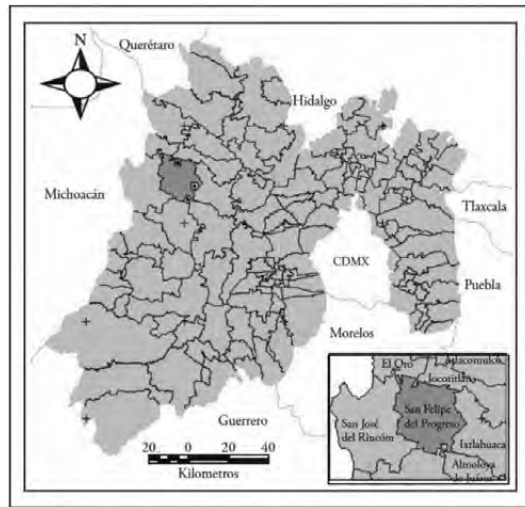 N
Querétaro
Hidalgo
Michoacán
Tlaxcala
CDMX
Puebla
Morelos
Guerrero
20 0 20 40
Kilometros
El Oro
Atlacomulco
Jocotitlán
San José
del Rincón
San Felipe
del Progreso
Ixtlahuaca
Almoloya
de Juárez